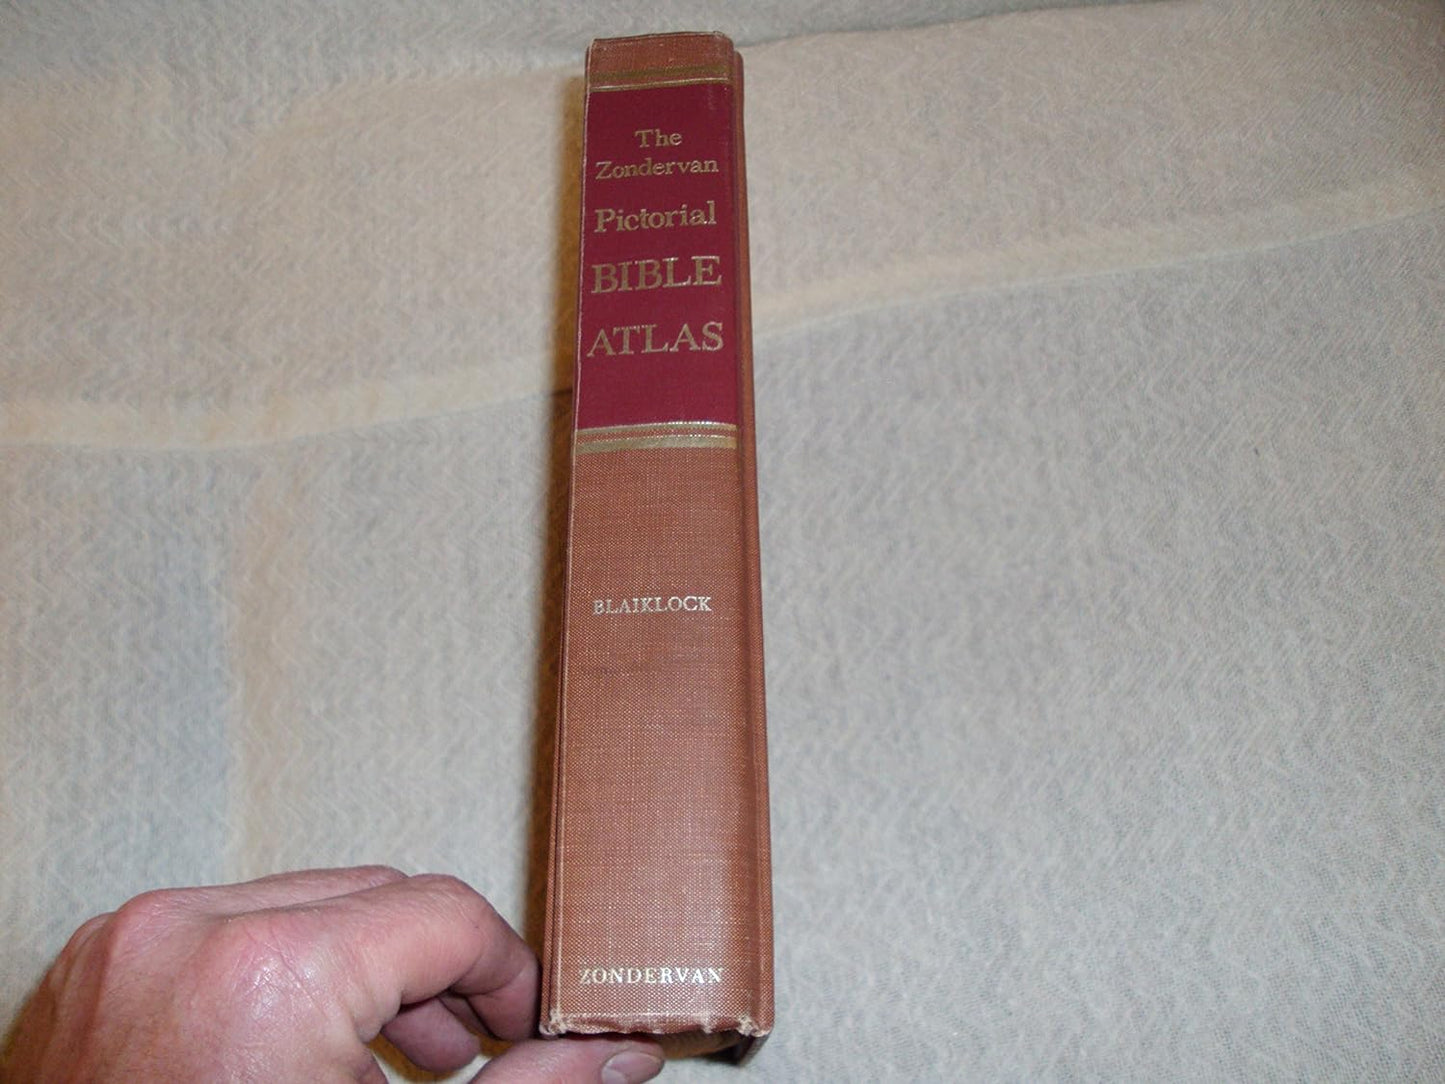 The
Zondervan
Pictorial
BIBLE
ATLAS
BLAIKLOCK
ZONDERVAN